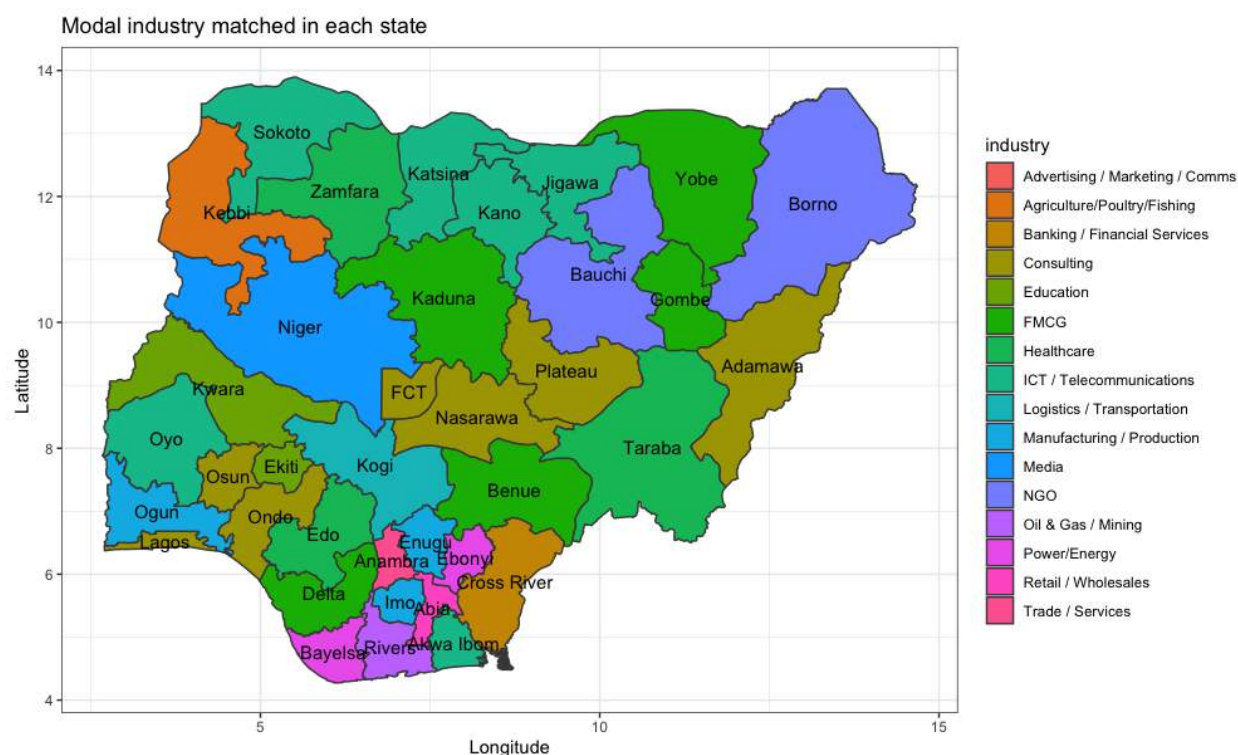 Modal industry matched in each state
14
12
10
8
6
4
Latitude
5
10
15
Longitude
Sokoto
Zamfara
Katsina
Jigawa
Kano
Yobe
Borno
Kebbi
Bauchi
Kaduna
Gombe
Niger
Adamawa
Plateau
FCT
Kwara
Nasarawa
Oyo
Taraba
Kogi
Ekiti
Osun
Benue
Ogun
Ondo
Edo
Lagos
Enugu
Anambra
Ebonyi
Cross River
Delta
Imo
Abia
Akwa Ibom
Rivers
Bayelsa
industry
Advertising / Marketing / Comms
Agriculture/Poultry/Fishing
Banking / Financial Services
Consulting
Education
FMCG
Healthcare
ICT / Telecommunications
Logistics / Transportation
Manufacturing / Production
Media
NGO
Oil & Gas / Mining
Power/Energy
Retail / Wholesales
Trade / Services